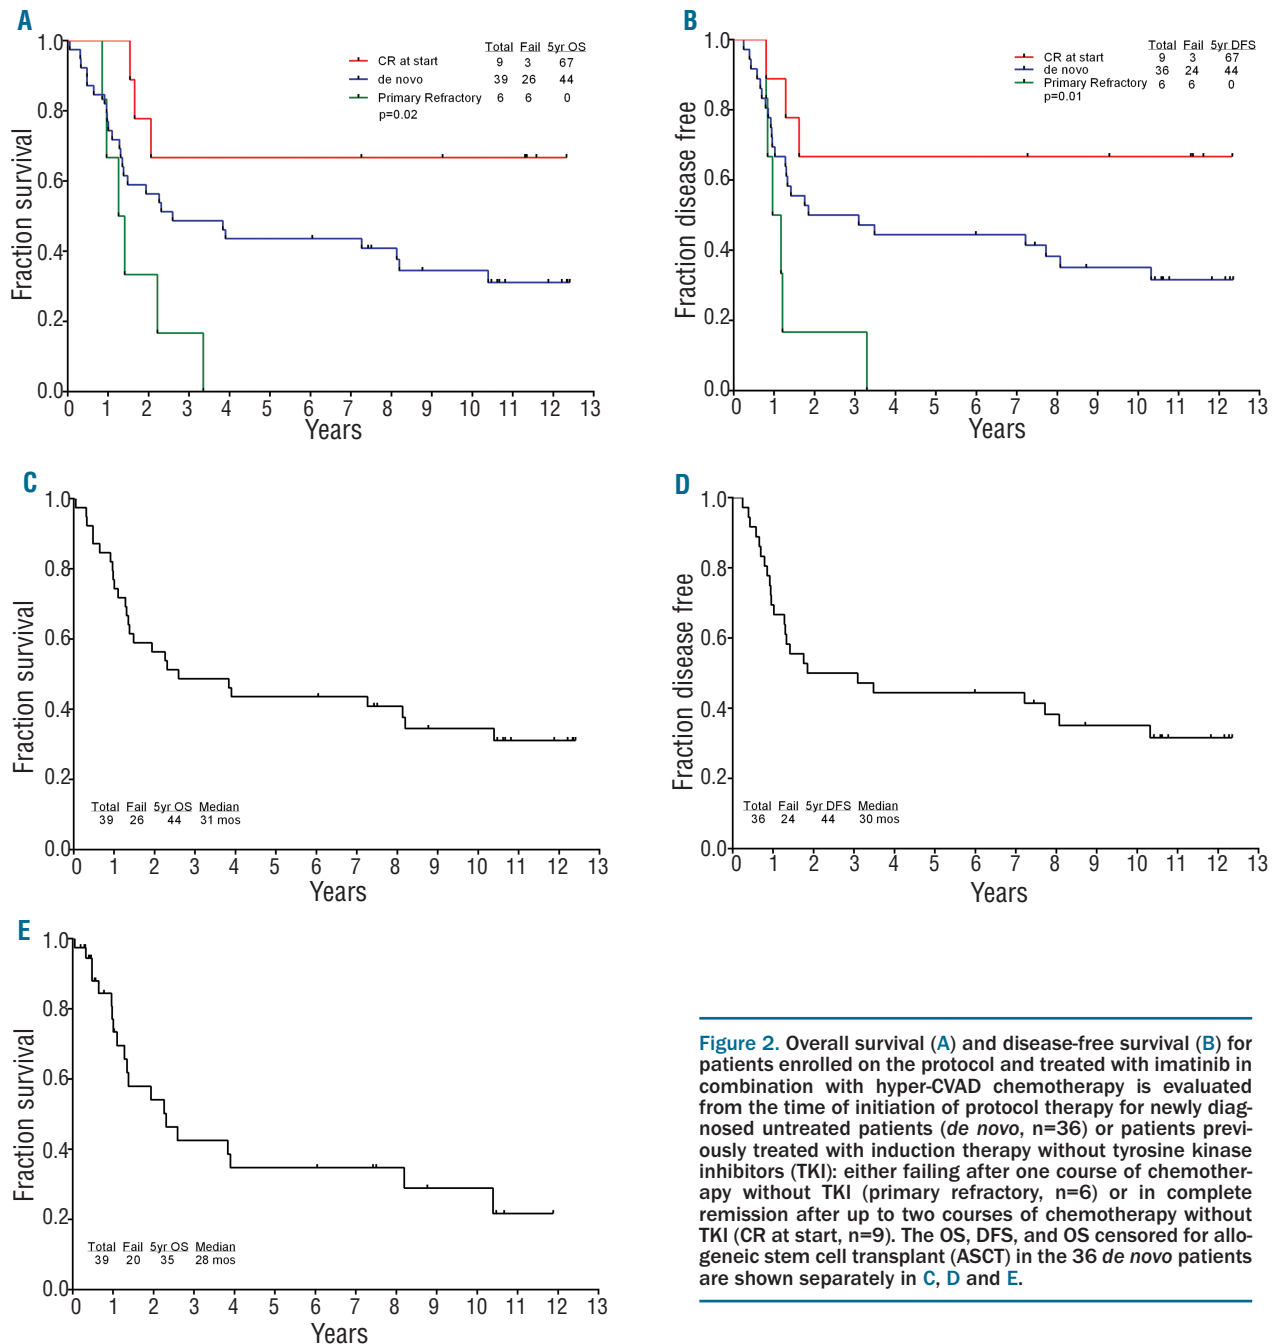 A
Total Fail 5yr OS
CR at start 9 3 67
de novo 39 26 44
Primary Refractory 6 6 0
p=0.02
Fraction survival
1.0
0.8
0.6
0.4
0.2
0.0
0 1 2 3 4 5 6 7 8 9 10 11 12 13
Years
B
Total Fail 5yr DFS
CR at start 9 3 67
de novo 36 24 44
Primary Refractory 6 6 0
p=0.01
Fraction disease free
1.0
0.8
0.6
0.4
0.2
0.0
0 1 2 3 4 5 6 7 8 9 10 11 12 13
Years
C
Fraction survival
1.0
0.8
0.6
0.4
0.2
0.0
Total Fail 5yr OS Median
39 26 44 31 mos
0 1 2 3 4 5 6 7 8 9 10 11 12 13
Years
D
Fraction disease free
1.0
0.8
0.6
0.4
0.2
0.0
Total Fail 5yr DFS Median
36 24 44 30 mos
0 1 2 3 4 5 6 7 8 9 10 11 12 13
Years
E
Fraction survival
1.0
0.8
0.6
0.4
0.2
0.0
Total Fail 5yr OS Median
39 20 35 28 mos
0 1 2 3 4 5 6 7 8 9 10 11 12 13
Years
Figure 2. Overall survival (A) and disease-free survival (B) for
patients enrolled on the protocol and treated with imatinib in
combination with hyper-CVAD chemotherapy is evaluated
from the time of initiation of protocol therapy for newly diag-
nosed untreated patients (de novo, n=36) or patients previ-
ously treated with induction therapy without tyrosine kinase
inhibitors (TKI): either failing after one course of chemother-
apy without TKI (primary refractory, n=6) or in complete
remission after up to two courses of chemotherapy without
TKI (CR at start, n=9). The OS, DFS, and OS censored for allo-
geneic stem cell transplant (ASCT) in the 36 de novo patients
are shown separately in C, D and E.